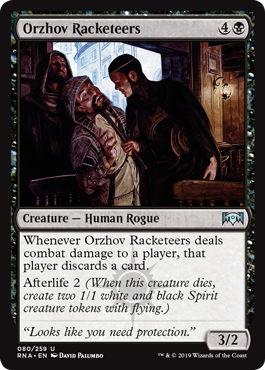 Orzhov Racketeers 4
Creature — Human Rogue
Whenever Orzhov Racketeers deals
combat damage to a player, that
player discards a card.
Afterlife 2 (When this creature dies,
create two 1/1 white and black Spirit
creature tokens with flying.)
“Looks like you need protection.”
3/2
080/259 U
RNA • EN DAVID PALUMBO ™ & © 2019 Wizards of the Coast